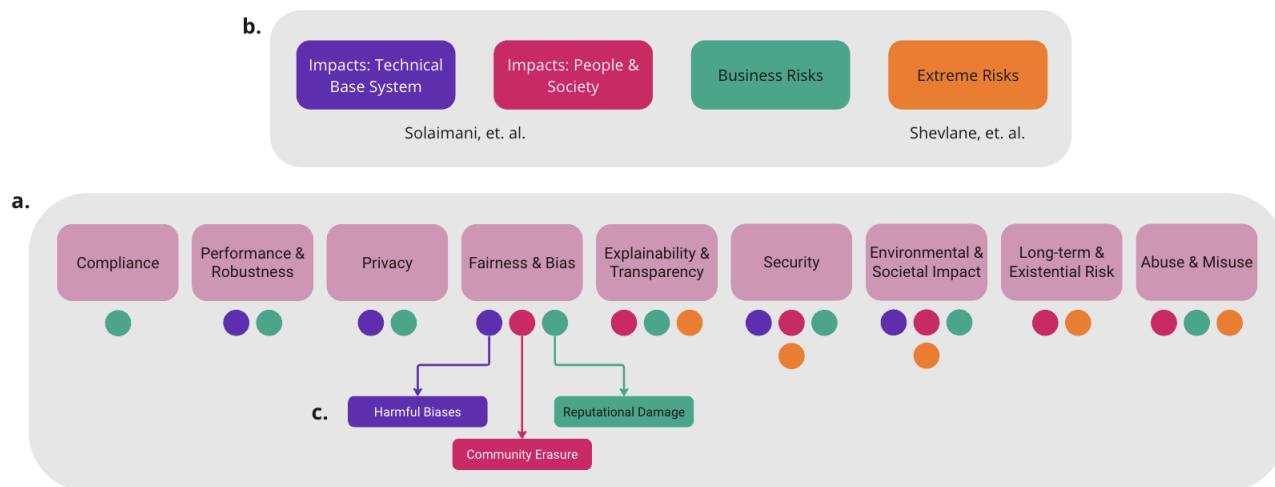 b.
Impacts: Technical
Base System
Impacts: People &
Society
Business Risks
Extreme Risks
Solaimani, et. al.
Shevlane, et. al.
a.
Compliance
Performance &
Robustness
Privacy
Fairness & Bias
Explainability &
Transparency
Security
Environmental &
Societal Impact
Long-term &
Existential Risk
Abuse & Misuse
c.
Harmful Biases
Reputational Damage
Community Erasure